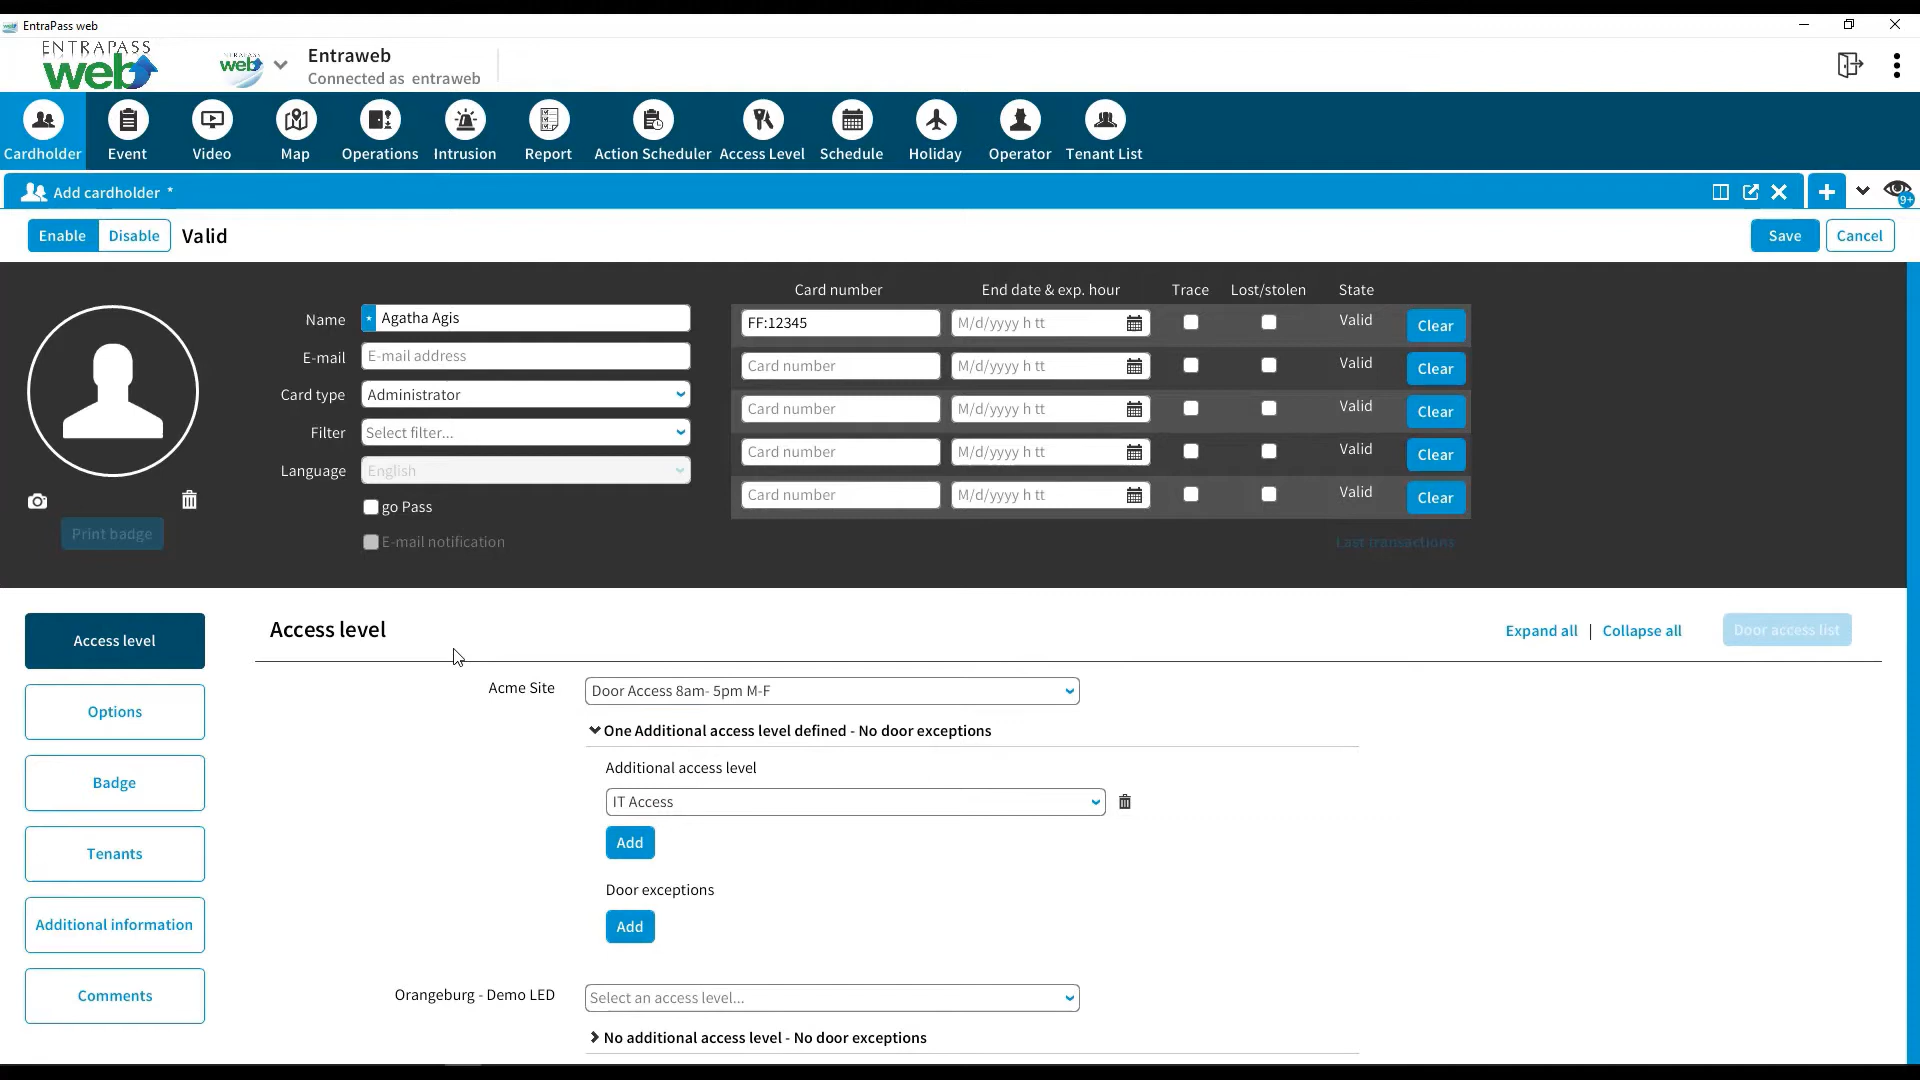 EntraPass web
ENTRAPASS
web
web
Entraweb
Connected as entraweb
Cardholder
Event
Video
Map
Operations
Intrusion
Report
Action Scheduler
Access Level
Schedule
Holiday
Operator
Tenant List
Add cardholder *
9+
Enable
Disable
Valid
Save
Cancel
Card number
End date & exp. hour
Trace
Lost/stolen
State
Name
* Agatha Agis
FF:12345
M/d/yyyy h tt
Valid
Clear
E-mail
E-mail address
Card number
M/d/yyyy h tt
Valid
Clear
Card type
Administrator
Card number
M/d/yyyy h tt
Valid
Clear
Filter
Select filter...
Card number
M/d/yyyy h tt
Valid
Clear
Language
English
Card number
M/d/yyyy h tt
Valid
Clear
go Pass
Print badge
E-mail notification
Last transactions
Access level
Options
Badge
Tenants
Additional information
Comments
Access level
Expand all | Collapse all
Door access list
Acme Site
Door Access 8am- 5pm M-F
One Additional access level defined - No door exceptions
Additional access level
IT Access
Add
Door exceptions
Add
Orangeburg - Demo LED
Select an access level...
No additional access level - No door exceptions